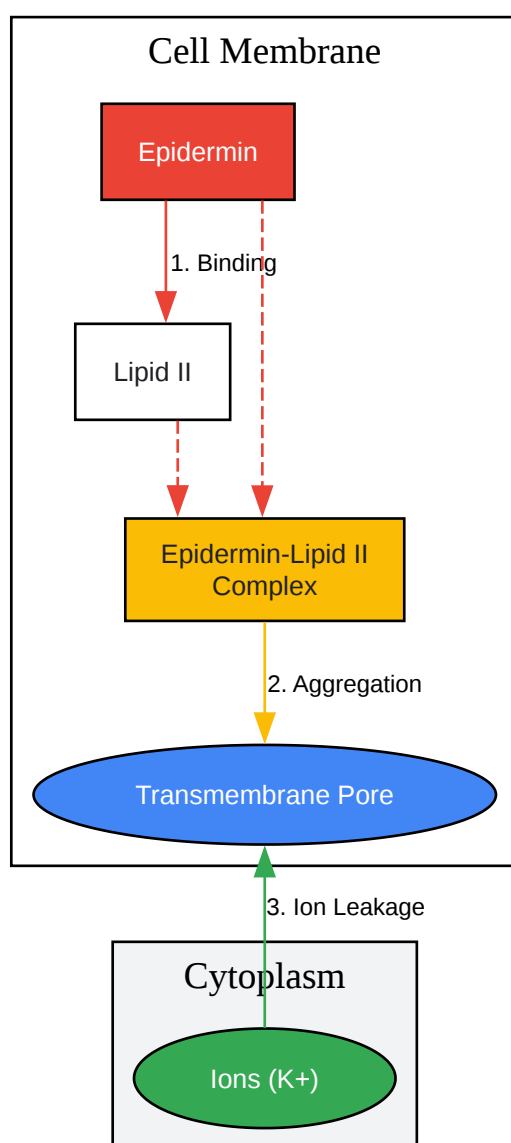 Cell Membrane
Epidermin
1. Binding
Lipid II
Epidermin-Lipid II
Complex
2. Aggregation
Transmembrane Pore
3. Ion Leakage
Cytoplasm
Ions (K+)